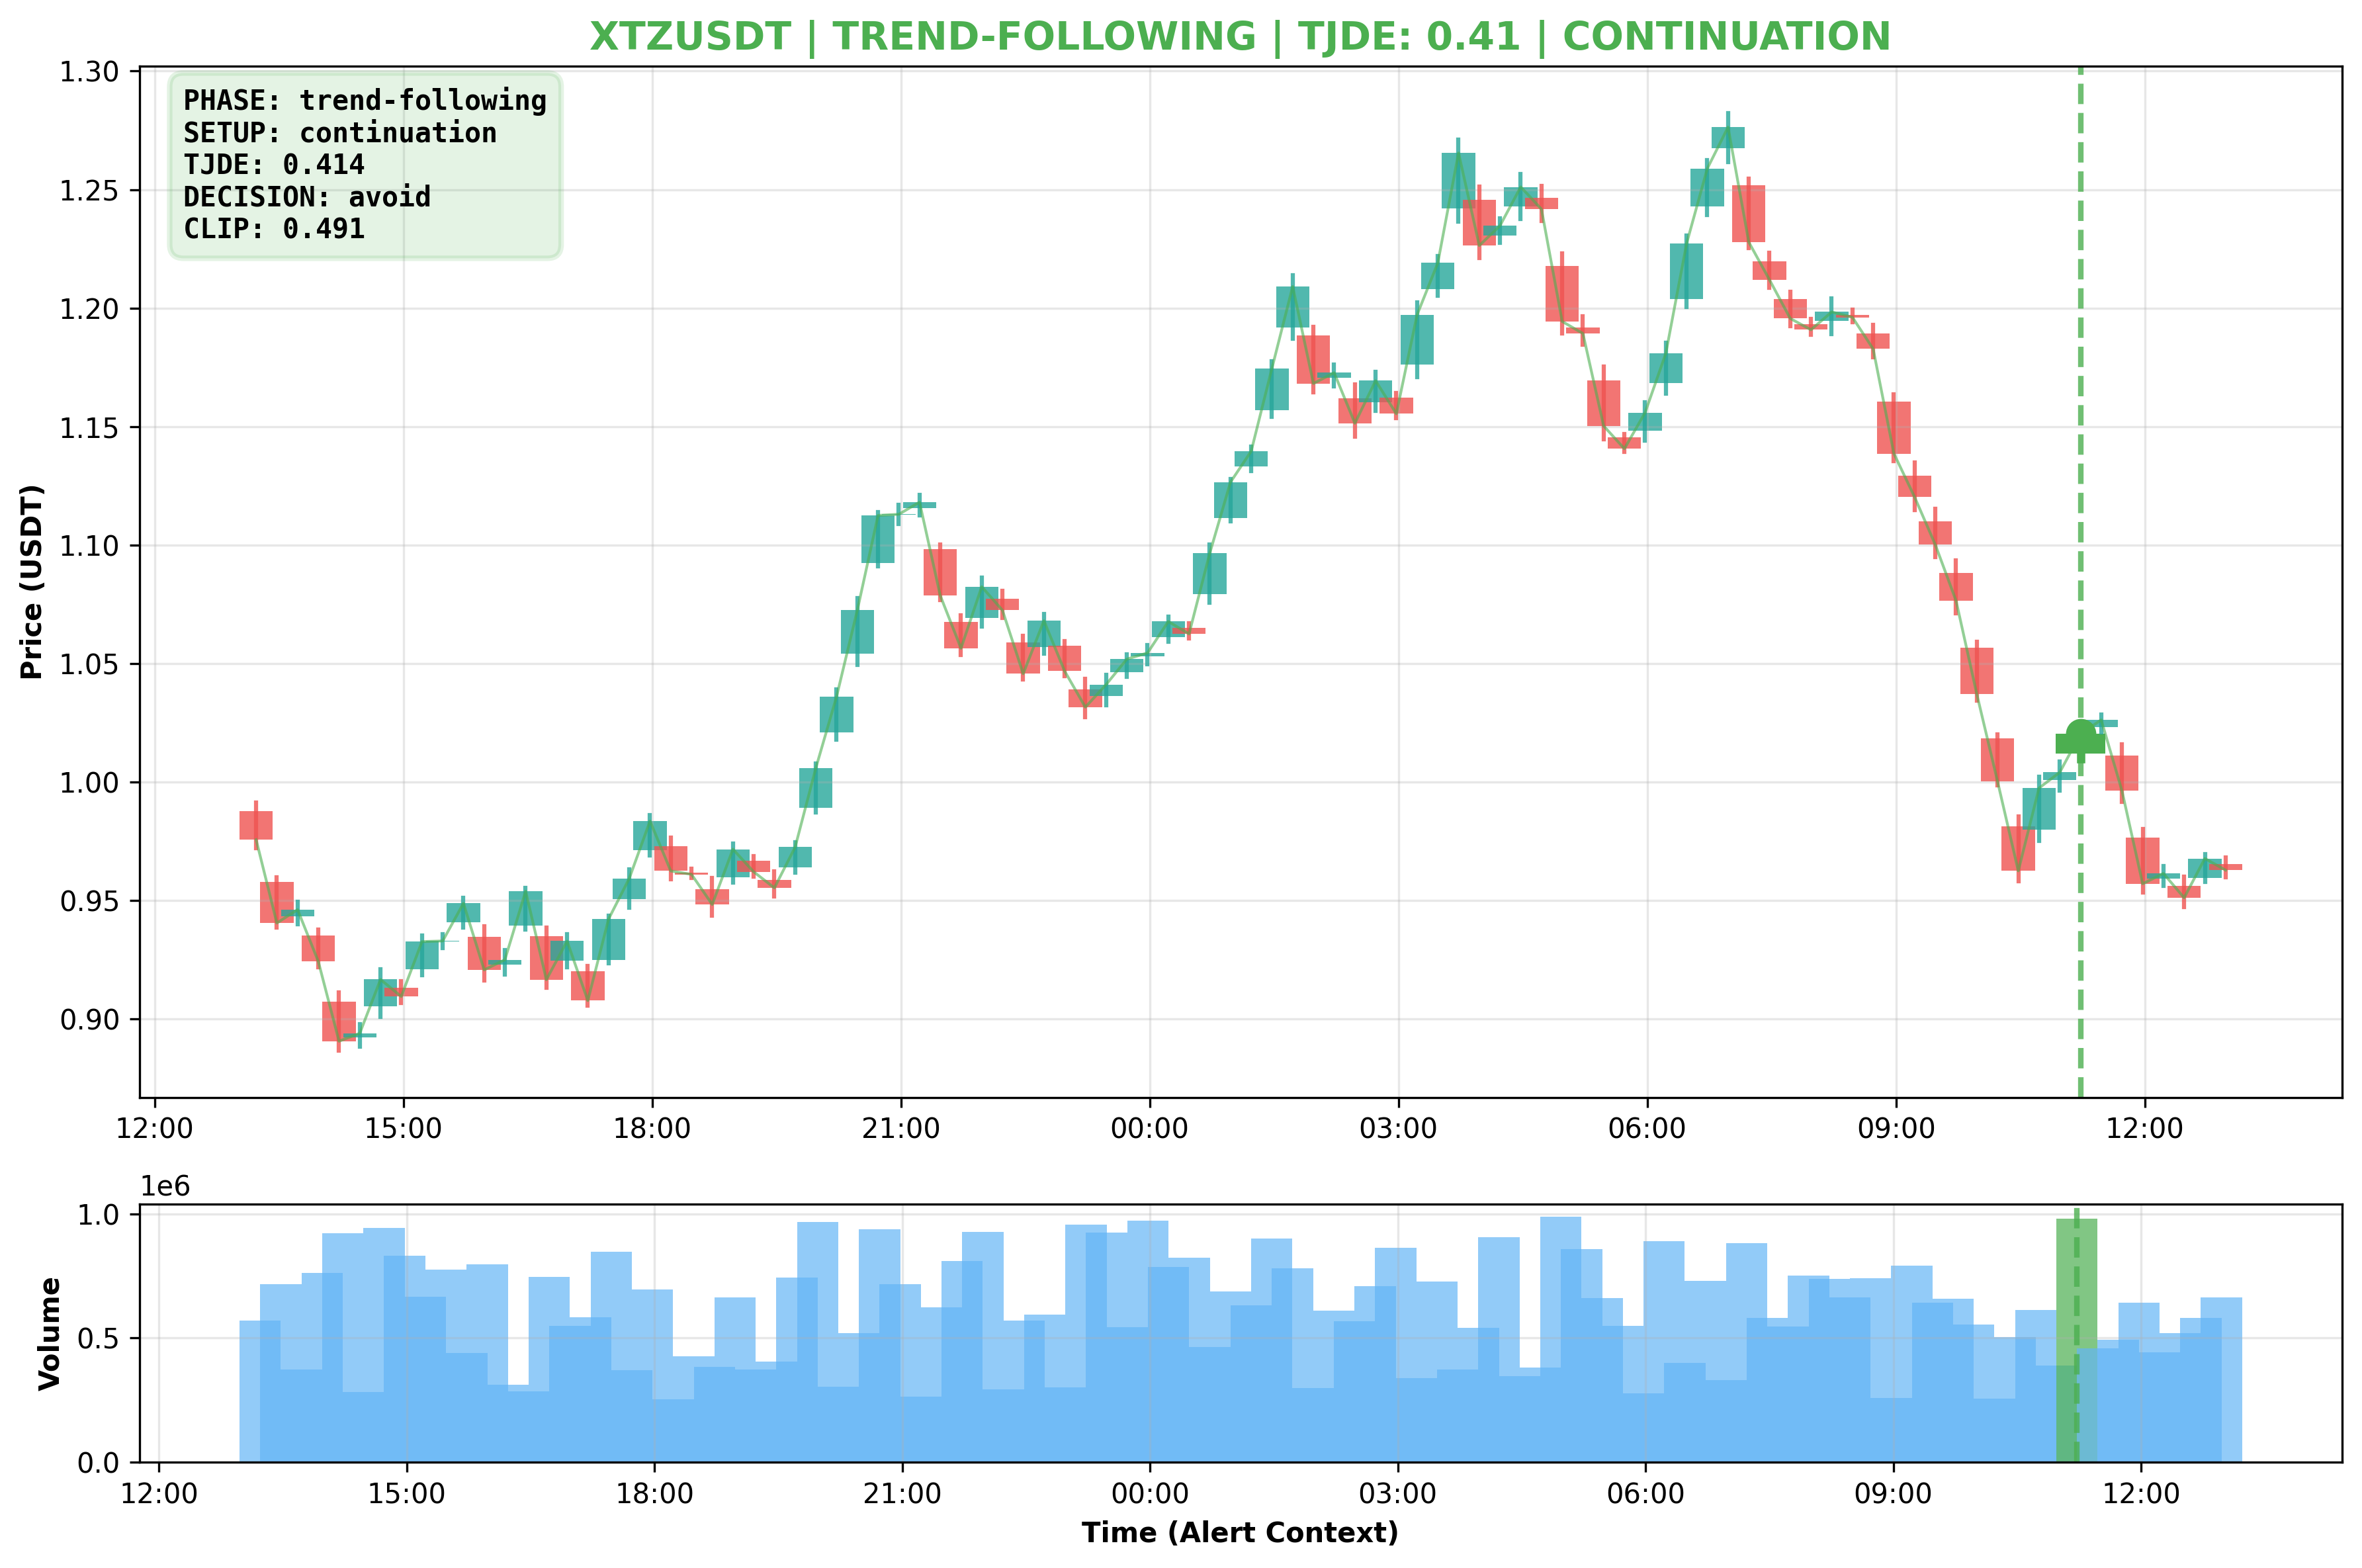 XTZUSDT | TREND-FOLLOWING | TJDE: 0.41 | CONTINUATION
PHASE: trend-following
SETUP: continuation
TJDE: 0.414
DECISION: avoid
CLIP: 0.491
Price (USDT)
1.30
1.25
1.20
1.15
1.10
1.05
1.00
0.95
0.90
12:00 15:00 18:00 21:00 00:00 03:00 06:00 09:00 12:00
1e6
Volume
1.0
0.5
0.0
12:00 15:00 18:00 21:00 00:00 03:00 06:00 09:00 12:00
Time (Alert Context)